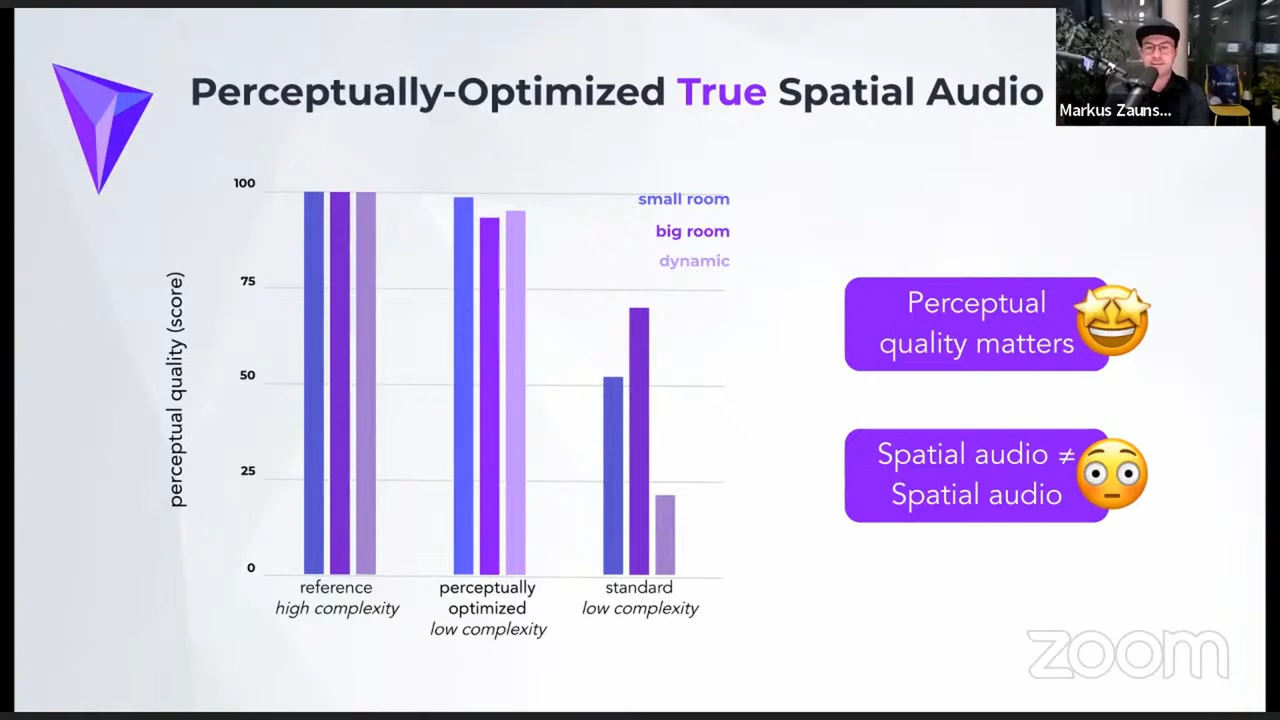 Perceptually-Optimized True Spatial Audio
Markus Zauns...
100
75
50
25
0
perceptual quality (score)
small room
big room
dynamic
reference
high complexity
perceptually
optimized
low complexity
standard
low complexity
Perceptual
quality matters
Spatial audio ≠
Spatial audio
zoom